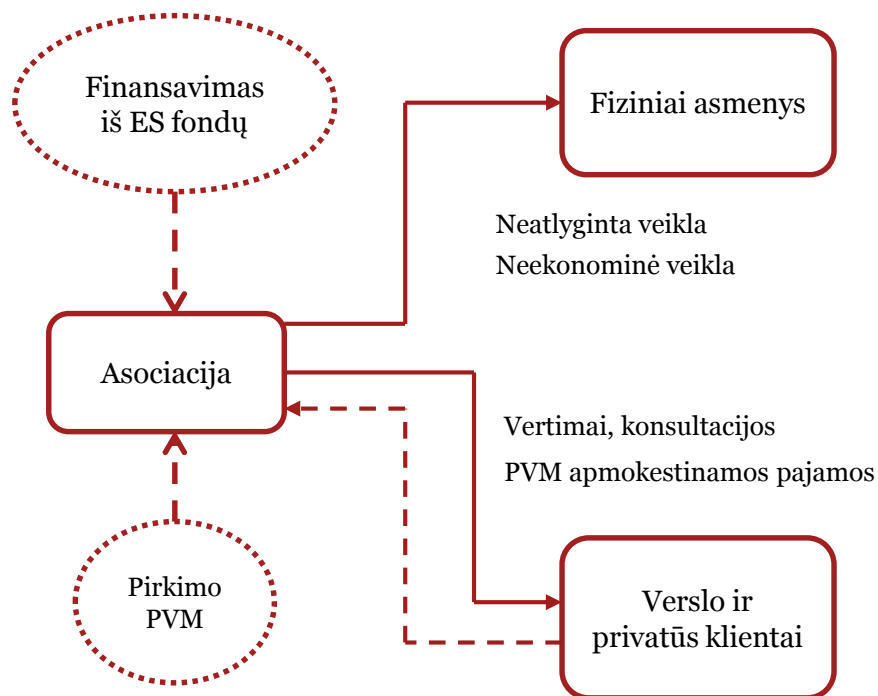 Finansavimas
iš ES fondų
Fiziniai asmenys
Neatlyginta veikla
Neekonominė veikla
Asociacija
Vertimai, konsultacijos
PVM apmokestinamos pajamos
Pirkimo
PVM
Verslo ir
privatūs klientai